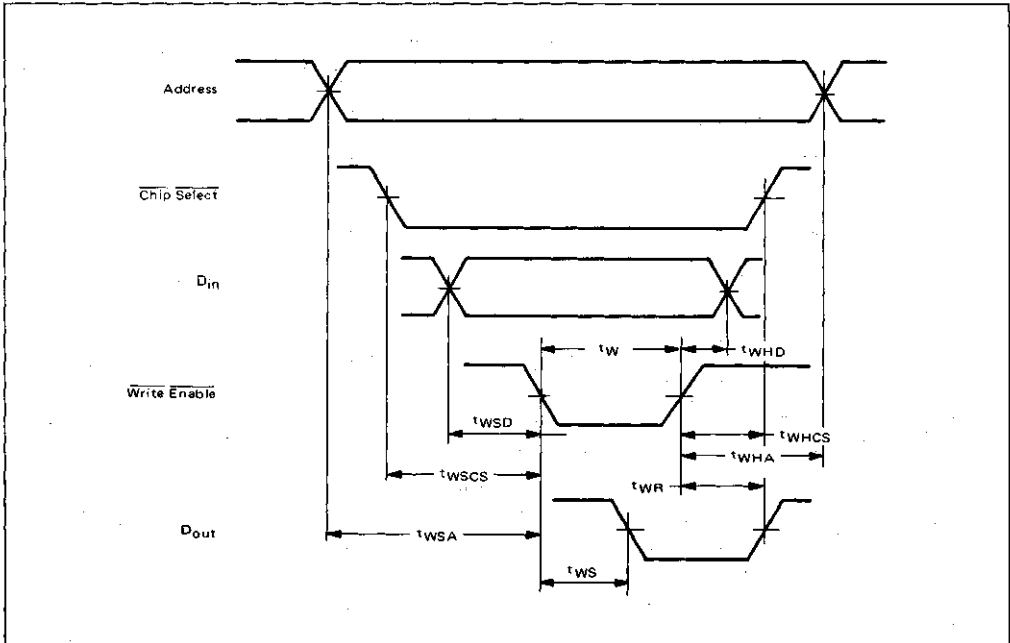 Address
Chip Select
Din
tW
tWHD
Write Enable
tWSD
tWHCS
tWSCS
tWHA
tWR
Dout
tWSA
tWS